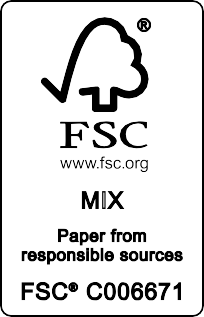 ®
FSC
www.fsc.org
MIX
Paper from
responsible sources
FSC® C006671